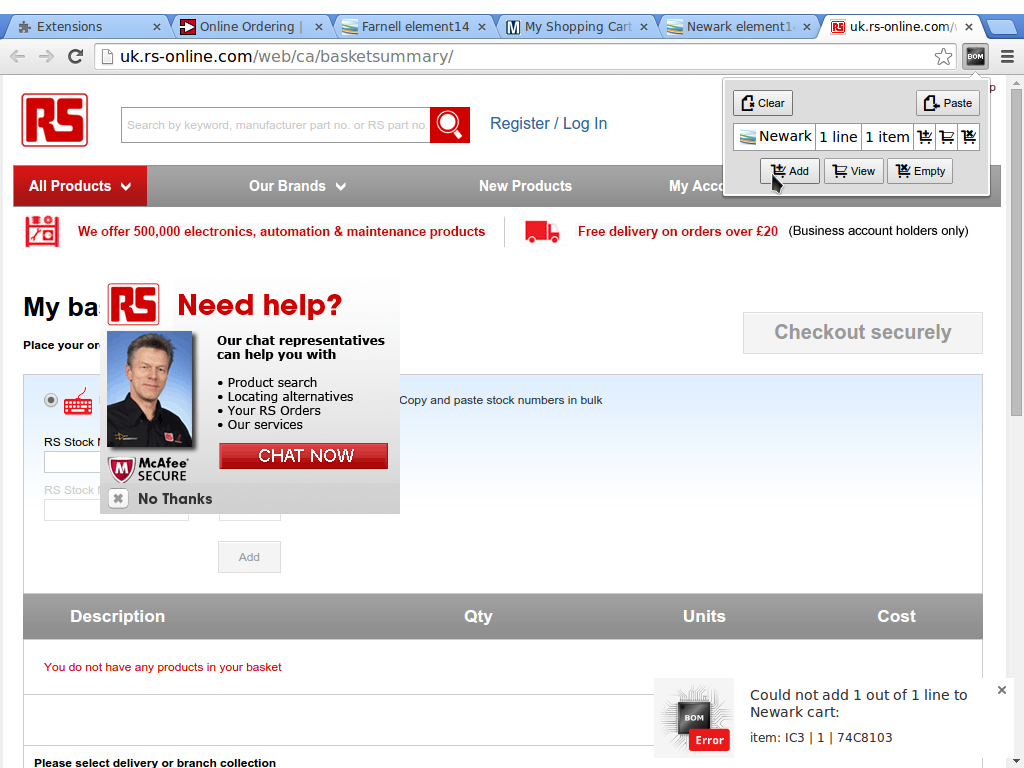 Extensions
Online Ordering |
Farnell element14
My Shopping Cart
Newark element1
uk.rs-online.com/
uk.rs-online.com/web/ca/basketsummary/
BOM
p
RS
Search by keyword, manufacturer part no. or RS part no
Register / Log In
Clear
Paste
Newark
1 line
1 item
Add
View
Empty
All Products
Our Brands
New Products
My Acco
We offer 500,000 electronics, automation & maintenance products
Free delivery on orders over £20 (Business account holders only)
My ba
Checkout securely
Place your or
RS
Need help?
Our chat representatives
can help you with
• Product search
• Locating alternatives
• Your RS Orders
• Our services
CHAT NOW
McAfee
SECURE
No Thanks
Copy and paste stock numbers in bulk
RS Stock N
RS Stock N
Add
Description
Qty
Units
Cost
You do not have any products in your basket
BOM
Error
Could not add 1 out of 1 line to
Newark cart:
item: IC3 | 1 | 74C8103
Please select delivery or branch collection